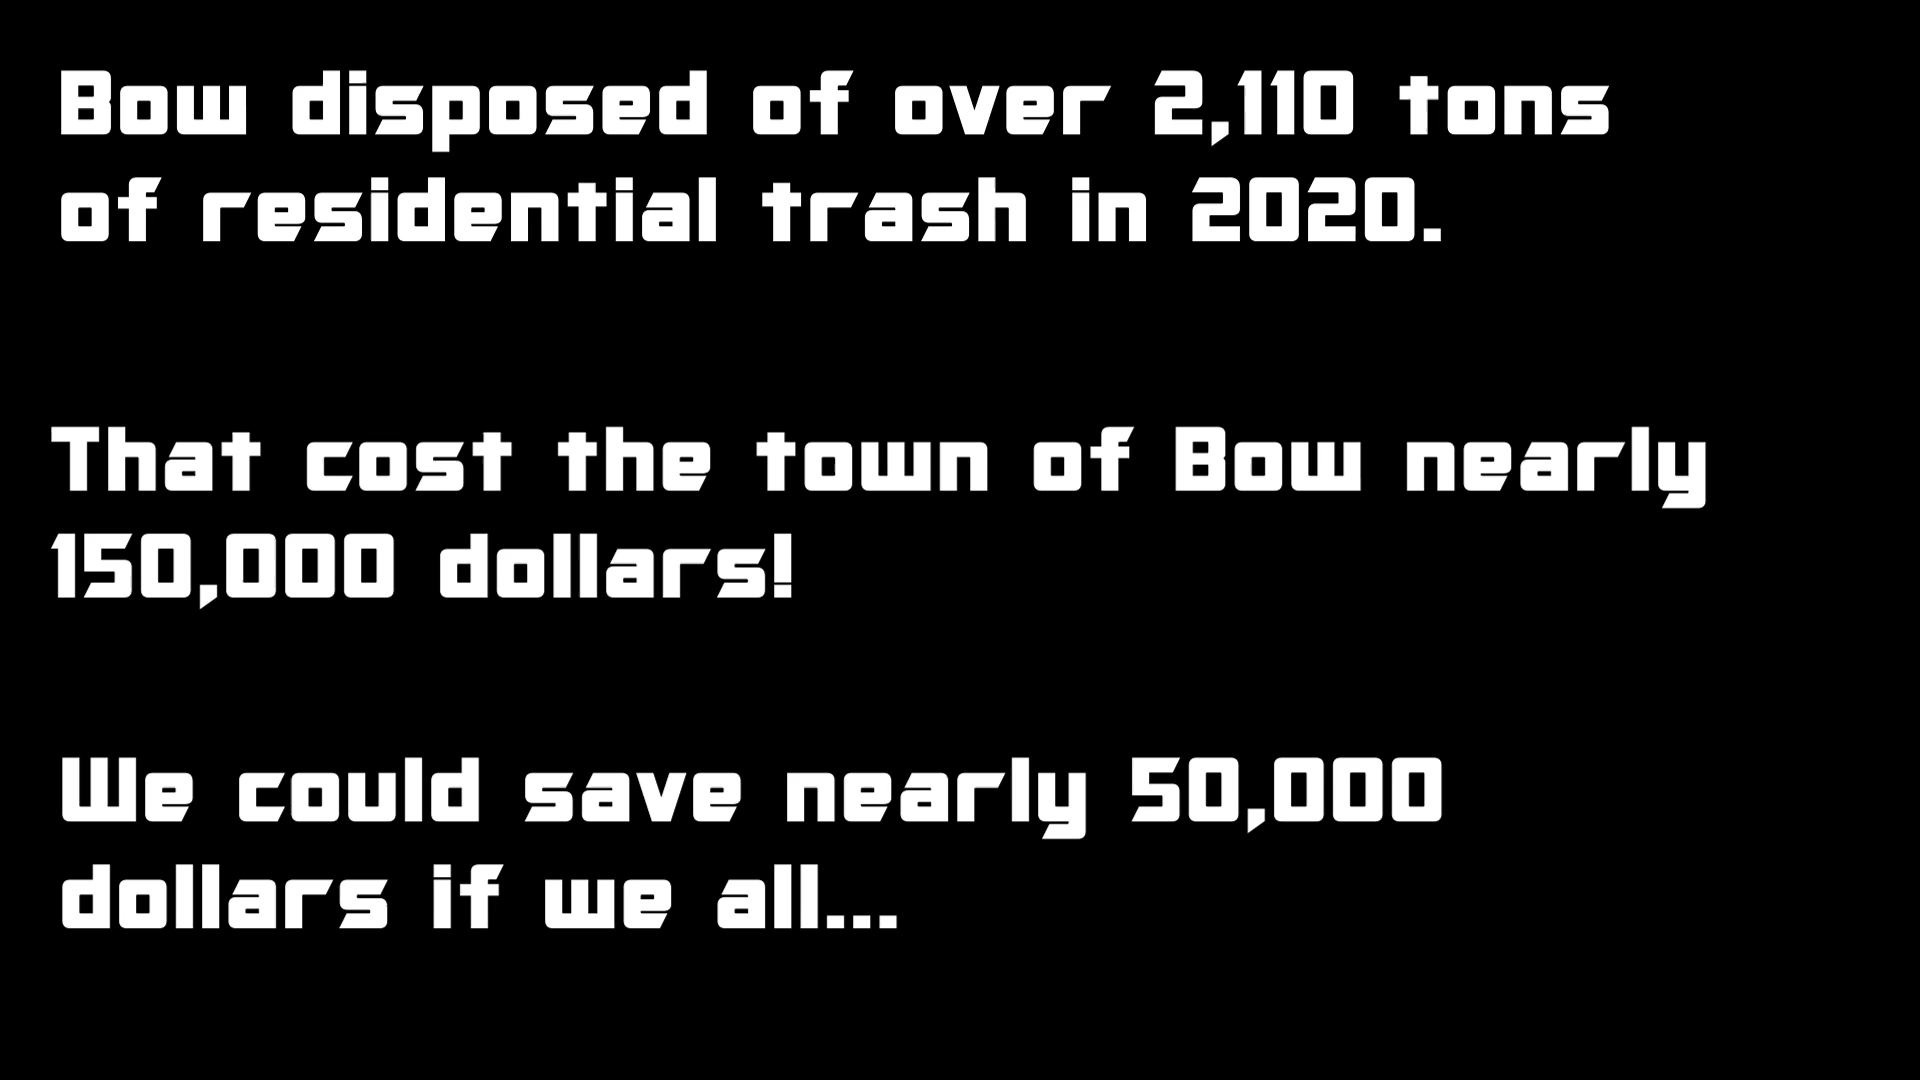 Bow disposed of over 2,110 tons
of residential trash in 2020.
That cost the town of Bow nearly
150,000 dollars!
We could save nearly 50,000
dollars if we all...